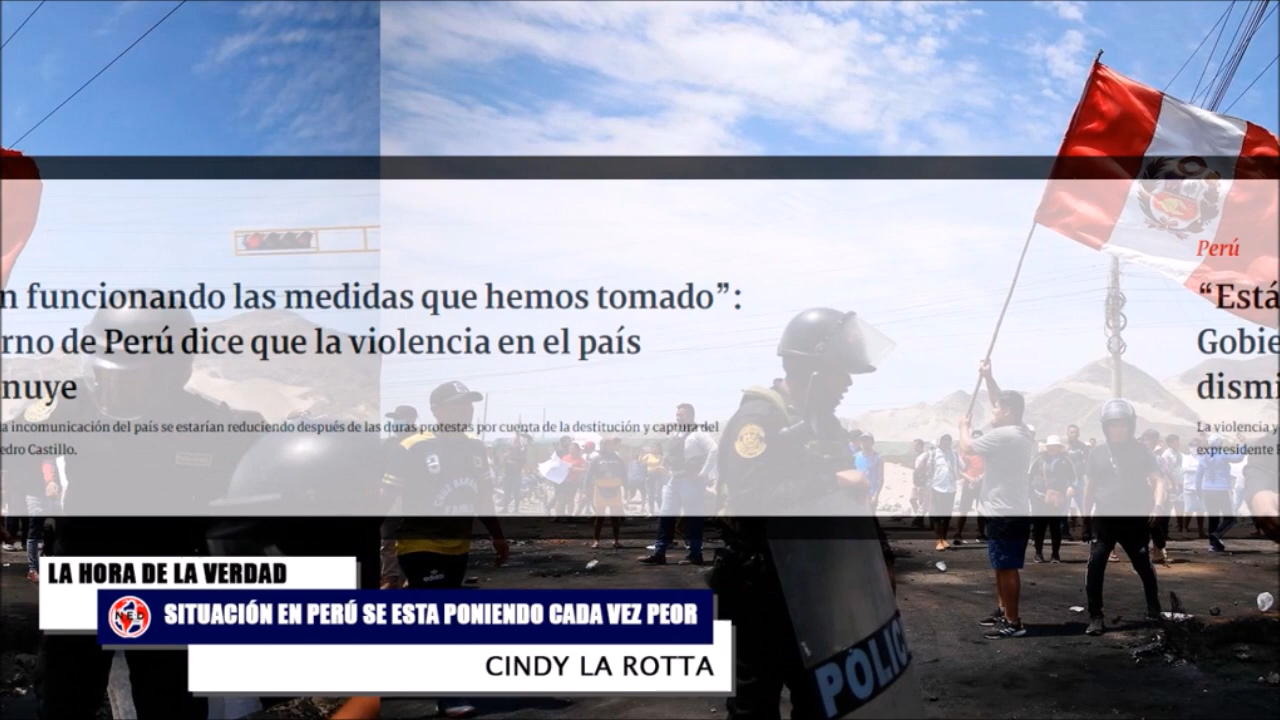 Perú
n funcionando las medidas que hemos tomado”:
rno de Perú dice que la violencia en el país
nuye
a incomunicación del país se estarían reduciendo después de las duras protestas por cuenta de la destitución y captura del
edro Castillo.
“Está
Gobie
dismi
La violencia y
expresidente
LA HORA DE LA VERDAD
SITUACIÓN EN PERÚ SE ESTA PONIENDO CADA VEZ PEOR
CINDY LA ROTTA
POLIC